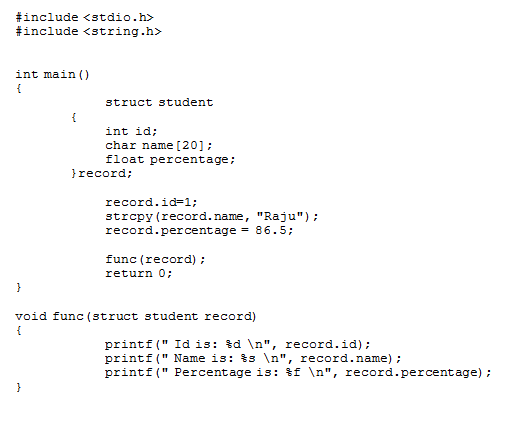 #include <stdio.h>
#include <string.h>
int main()
{
struct student
{
int id;
char name[20];
float percentage;
}record;
record.id=1;
strcpy(record.name, "Raju");
record.percentage = 86.5;
func(record);
return 0;
}
void func(struct student record)
{
printf(" Id is: %d \n", record.id);
printf(" Name is: %s \n", record.name);
printf(" Percentage is: %f \n", record.percentage);
}